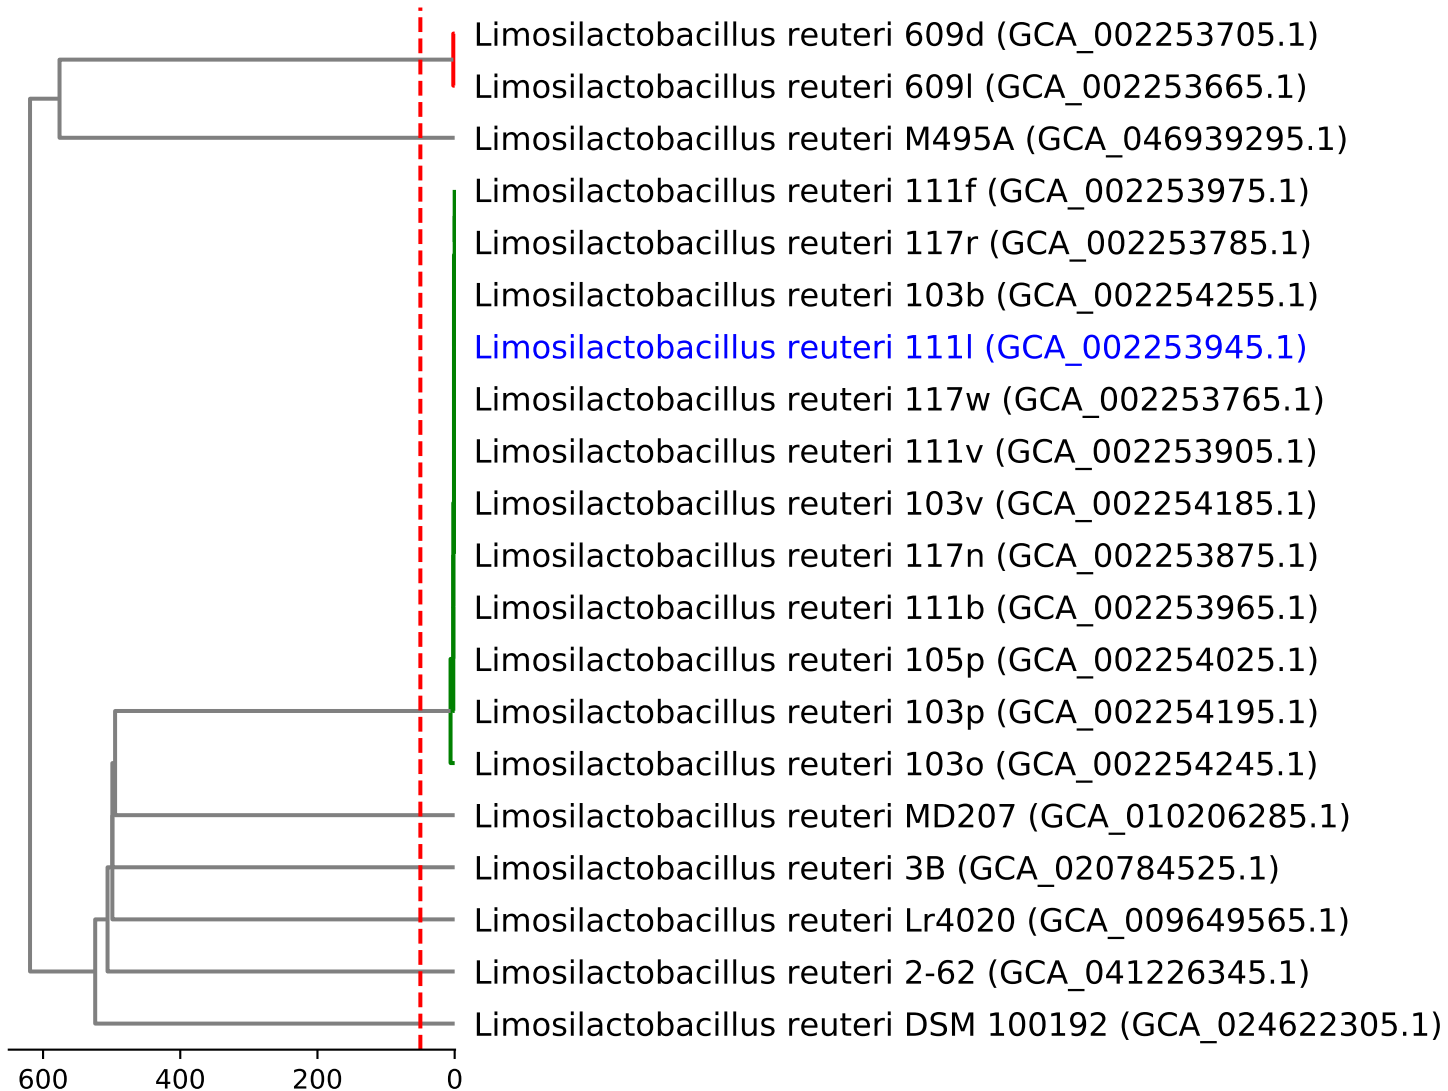 Limosilactobacillus reuteri 609d (GCA_002253705.1)
Limosilactobacillus reuteri 609l (GCA_002253665.1)
Limosilactobacillus reuteri M495A (GCA_046939295.1)
Limosilactobacillus reuteri 111f (GCA_002253975.1)
Limosilactobacillus reuteri 117r (GCA_002253785.1)
Limosilactobacillus reuteri 103b (GCA_002254255.1)
Limosilactobacillus reuteri 111l (GCA_002253945.1)
Limosilactobacillus reuteri 117w (GCA_002253765.1)
Limosilactobacillus reuteri 111v (GCA_002253905.1)
Limosilactobacillus reuteri 103v (GCA_002254185.1)
Limosilactobacillus reuteri 117n (GCA_002253875.1)
Limosilactobacillus reuteri 111b (GCA_002253965.1)
Limosilactobacillus reuteri 105p (GCA_002254025.1)
Limosilactobacillus reuteri 103p (GCA_002254195.1)
Limosilactobacillus reuteri 103o (GCA_002254245.1)
Limosilactobacillus reuteri MD207 (GCA_010206285.1)
Limosilactobacillus reuteri 3B (GCA_020784525.1)
Limosilactobacillus reuteri Lr4020 (GCA_009649565.1)
Limosilactobacillus reuteri 2-62 (GCA_041226345.1)
Limosilactobacillus reuteri DSM 100192 (GCA_024622305.1)
600 400 200 0